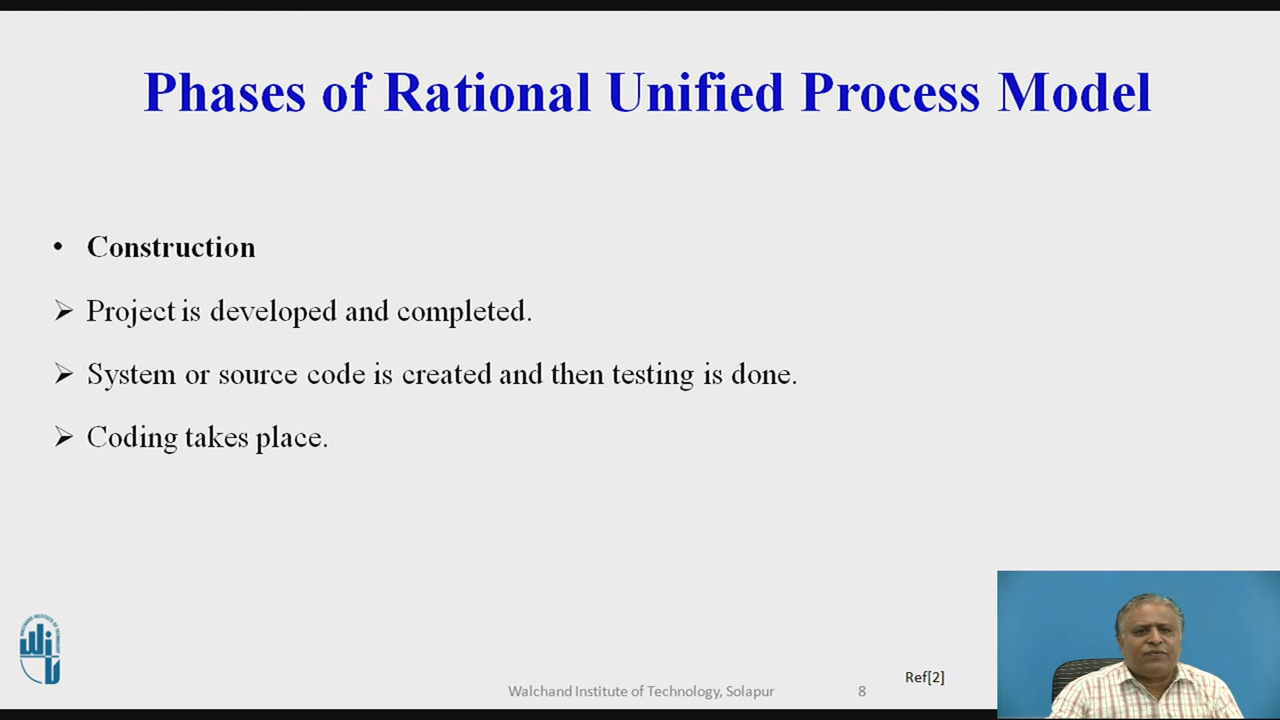 Phases of Rational Unified Process Model
• Construction
➢ Project is developed and completed.
➢ System or source code is created and then testing is done.
➢ Coding takes place.
Ref[2]
Walchand Institute of Technology, Solapur 8